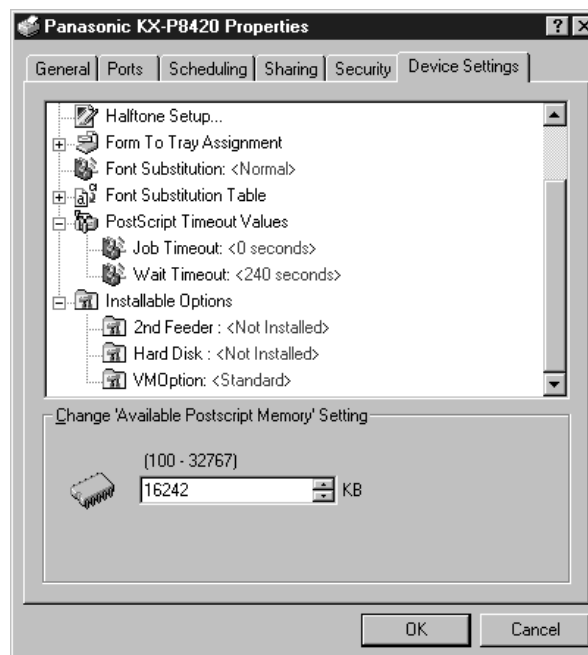 Panasonic KX-P8420 Properties
General Ports Scheduling Sharing Security Device Settings
Halftone Setup...
Form To Tray Assignment
Font Substitution: <Normal>
Font Substitution Table
PostScript Timeout Values
Job Timeout: <0 seconds>
Wait Timeout: <240 seconds>
Installable Options
2nd Feeder : <Not Installed>
Hard Disk : <Not Installed>
VMOption: <Standard>
Change 'Available Postscript Memory' Setting
(100 - 32767)
16242 KB
OK Cancel